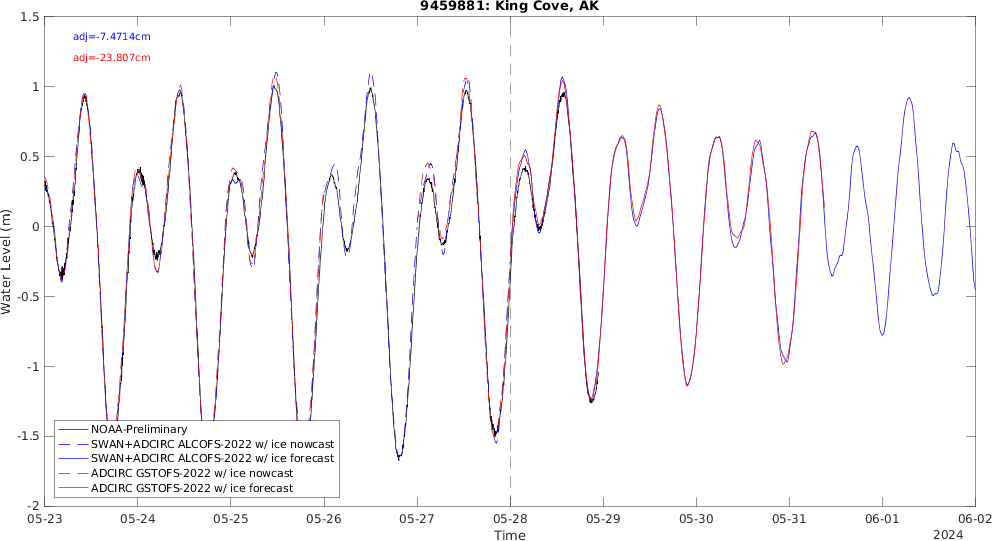 9459881: King Cove, AK
adj=-7.4714cm
adj=-23.807cm
Water Level (m)
1.5
1
0.5
0
-0.5
-1
-1.5
-2
NOAA-Preliminary
SWAN+ADCIRC ALCOFS-2022 w/ ice nowcast
SWAN+ADCIRC ALCOFS-2022 w/ ice forecast
ADCIRC GSTOFS-2022 w/ ice nowcast
ADCIRC GSTOFS-2022 w/ ice forecast
05-23 05-24 05-25 05-26 05-27 05-28 05-29 05-30 05-31 06-01 06-02
Time
2024